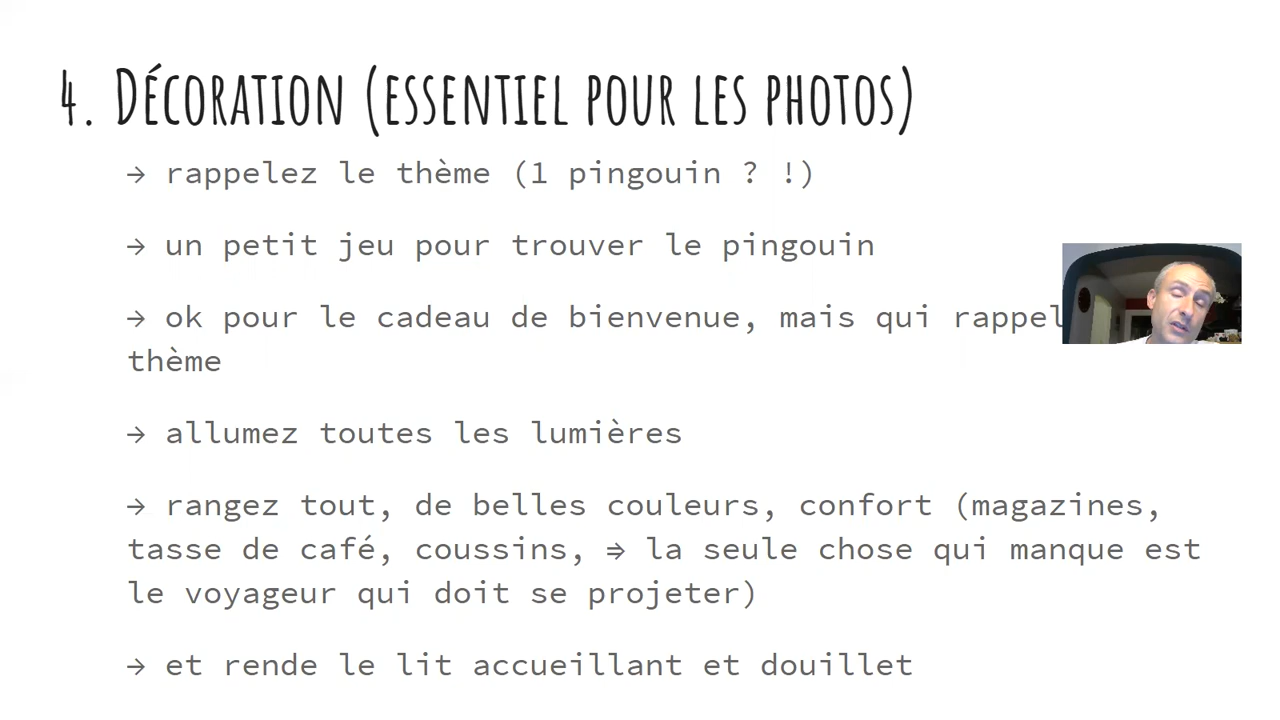 4. Décoration (essentiel pour les photos)
→ rappelez le thème (1 pingouin ? !)
→ un petit jeu pour trouver le pingouin
→ ok pour le cadeau de bienvenue, mais qui
thème
→ allumez toutes les lumières
→ rangez tout, de belles couleurs, confort (magazines,
tasse de café, coussins, ⇒ la seule chose qui manque est
le voyageur qui doit se projeter)
→ et rende le lit accueillant et douillet